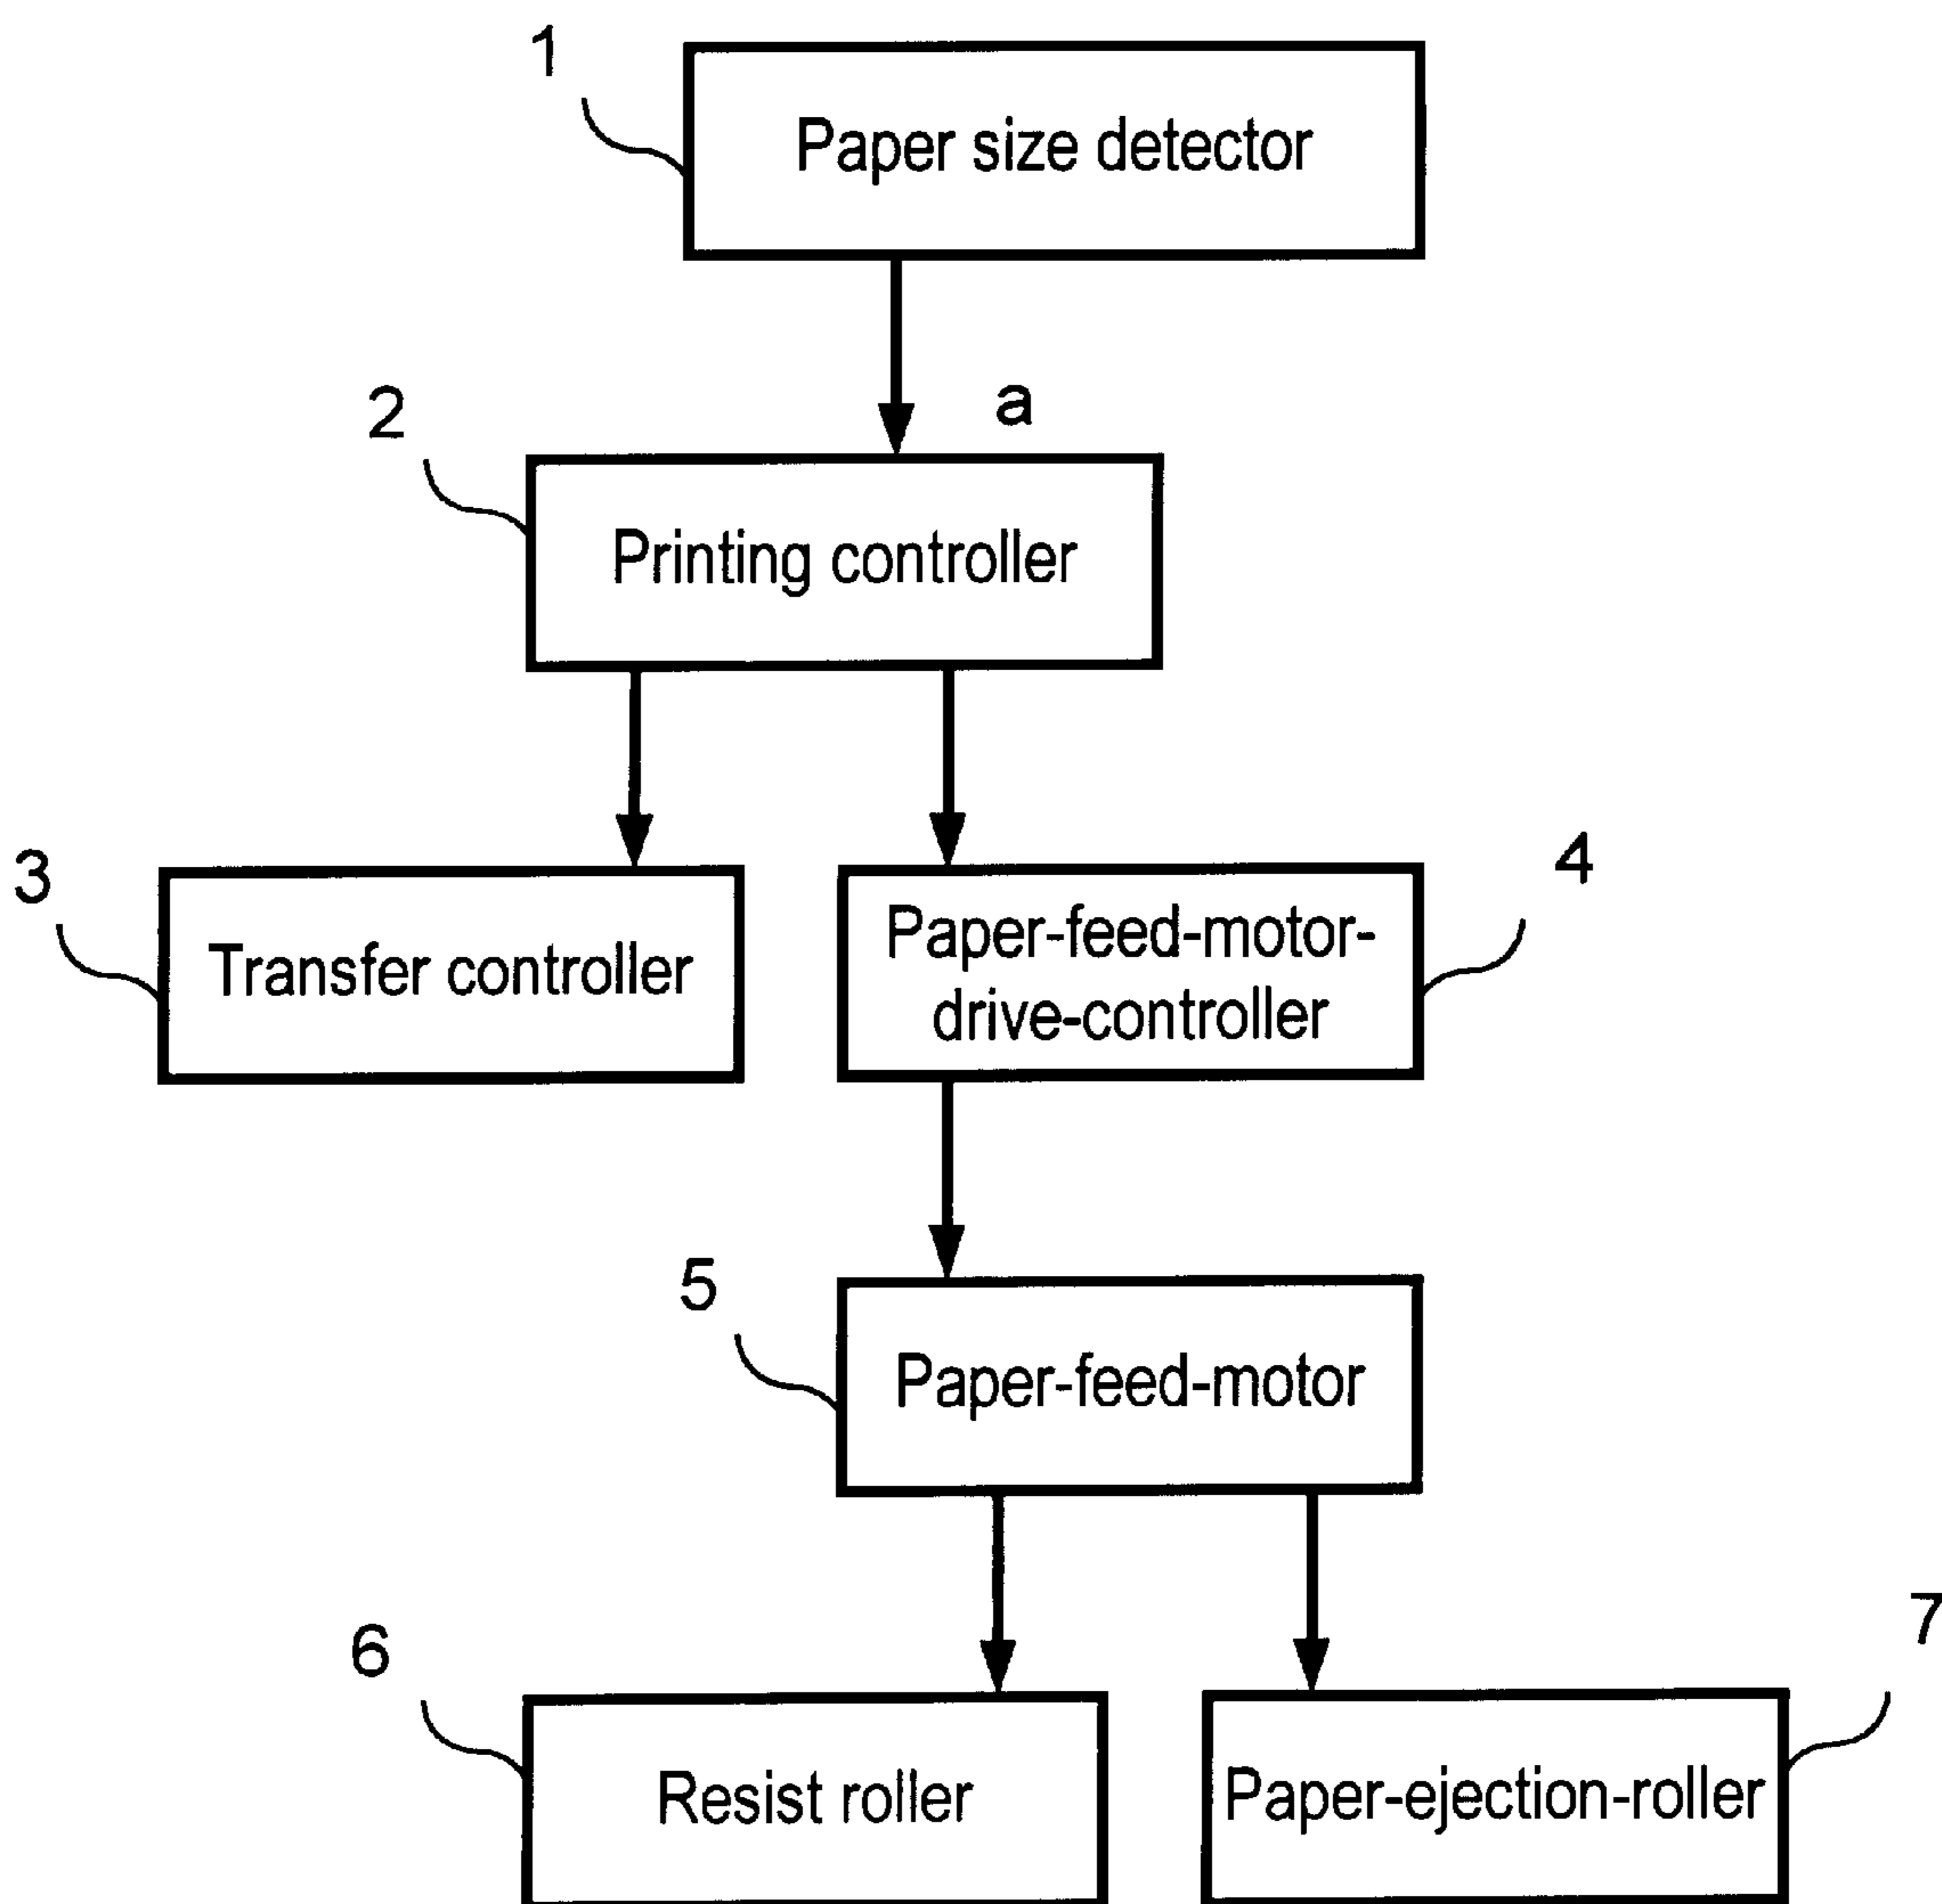 1
Paper size detector
a
2
Printing controller
3
Transfer controller
4
Paper-feed-motor-
drive-controller
5
Paper-feed-motor
6
Resist roller
7
Paper-ejection-roller